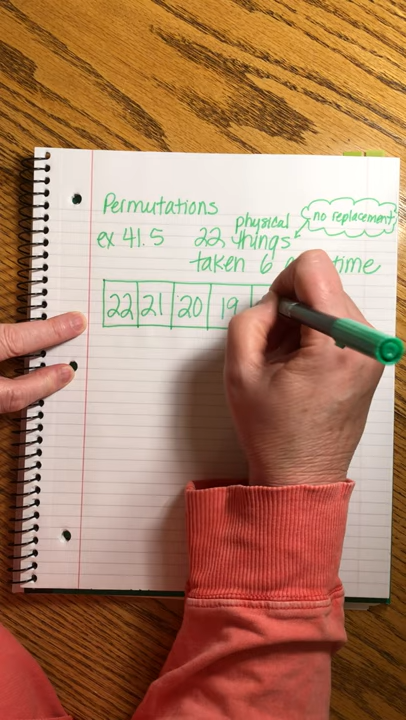 Permutations
no replacement
ex 41.5 22 physical things
taken 6 time
22 21 20 19